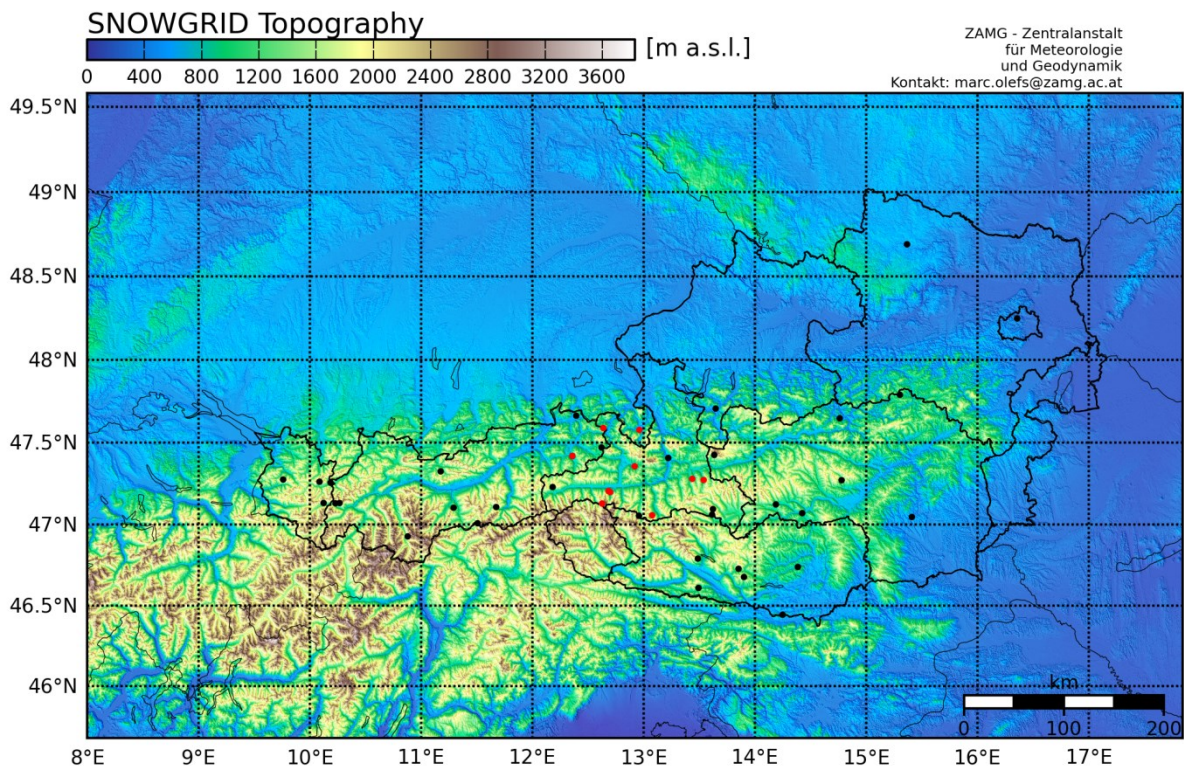 SNOWGRID Topography
[m a.s.l.]
0 400 800 1200 1600 2000 2400 2800 3200 3600
ZAMG - Zentralanstalt
für Meteorologie
und Geodynamik
Kontakt: marc.olefs@zamg.ac.at
49.5°N
49°N
48.5°N
48°N
47.5°N
47°N
46.5°N
46°N
km
0 100 200
8°E 9°E 10°E 11°E 12°E 13°E 14°E 15°E 16°E 17°E